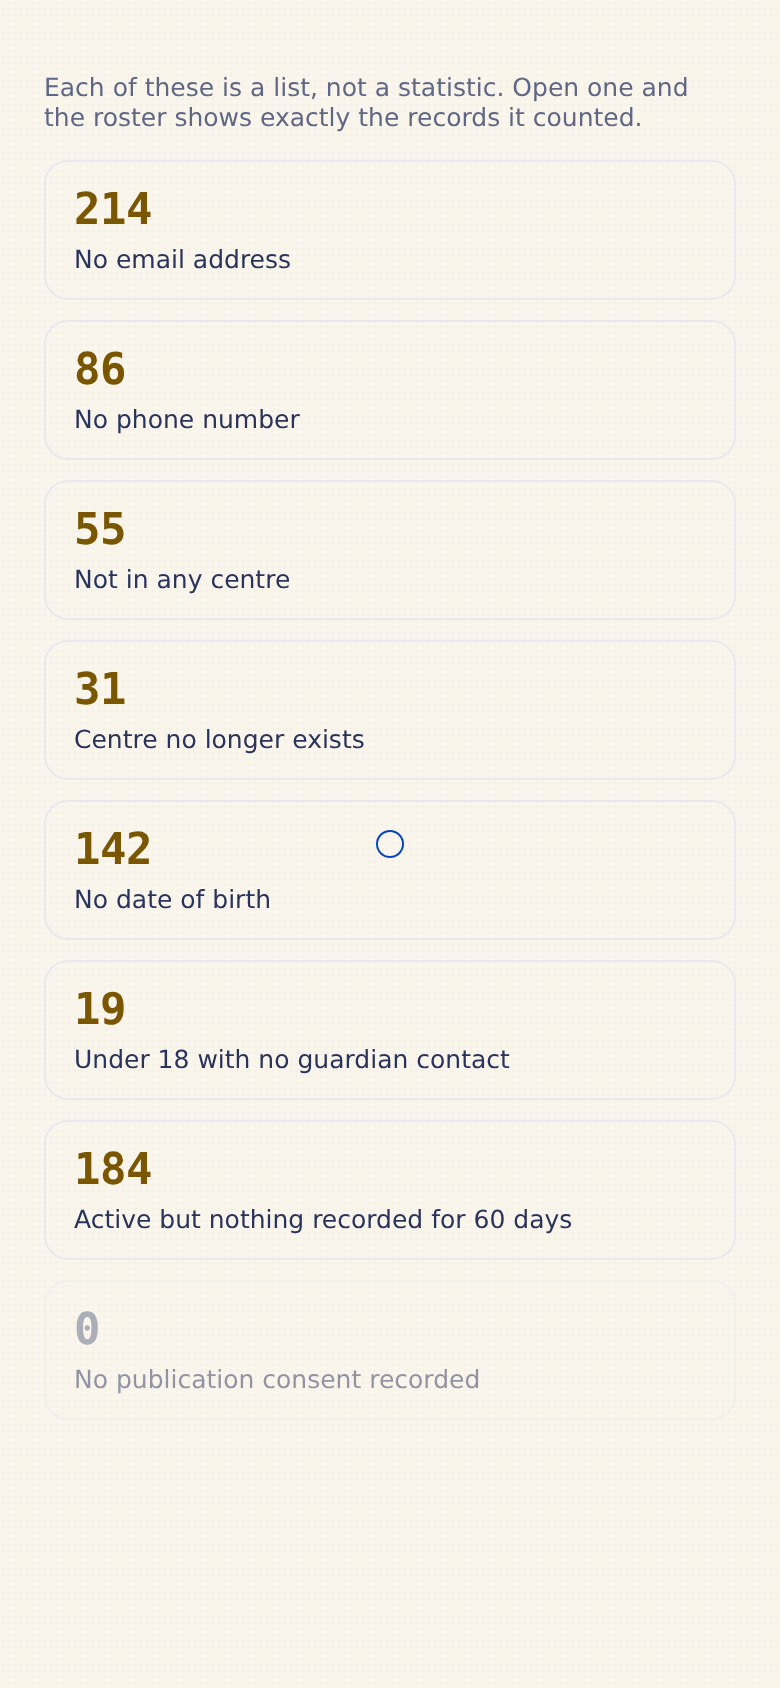 Each of these is a list, not a statistic. Open one and
the roster shows exactly the records it counted.
214
No email address
86
No phone number
55
Not in any centre
31
Centre no longer exists
142
No date of birth
19
Under 18 with no guardian contact
184
Active but nothing recorded for 60 days
0
No publication consent recorded